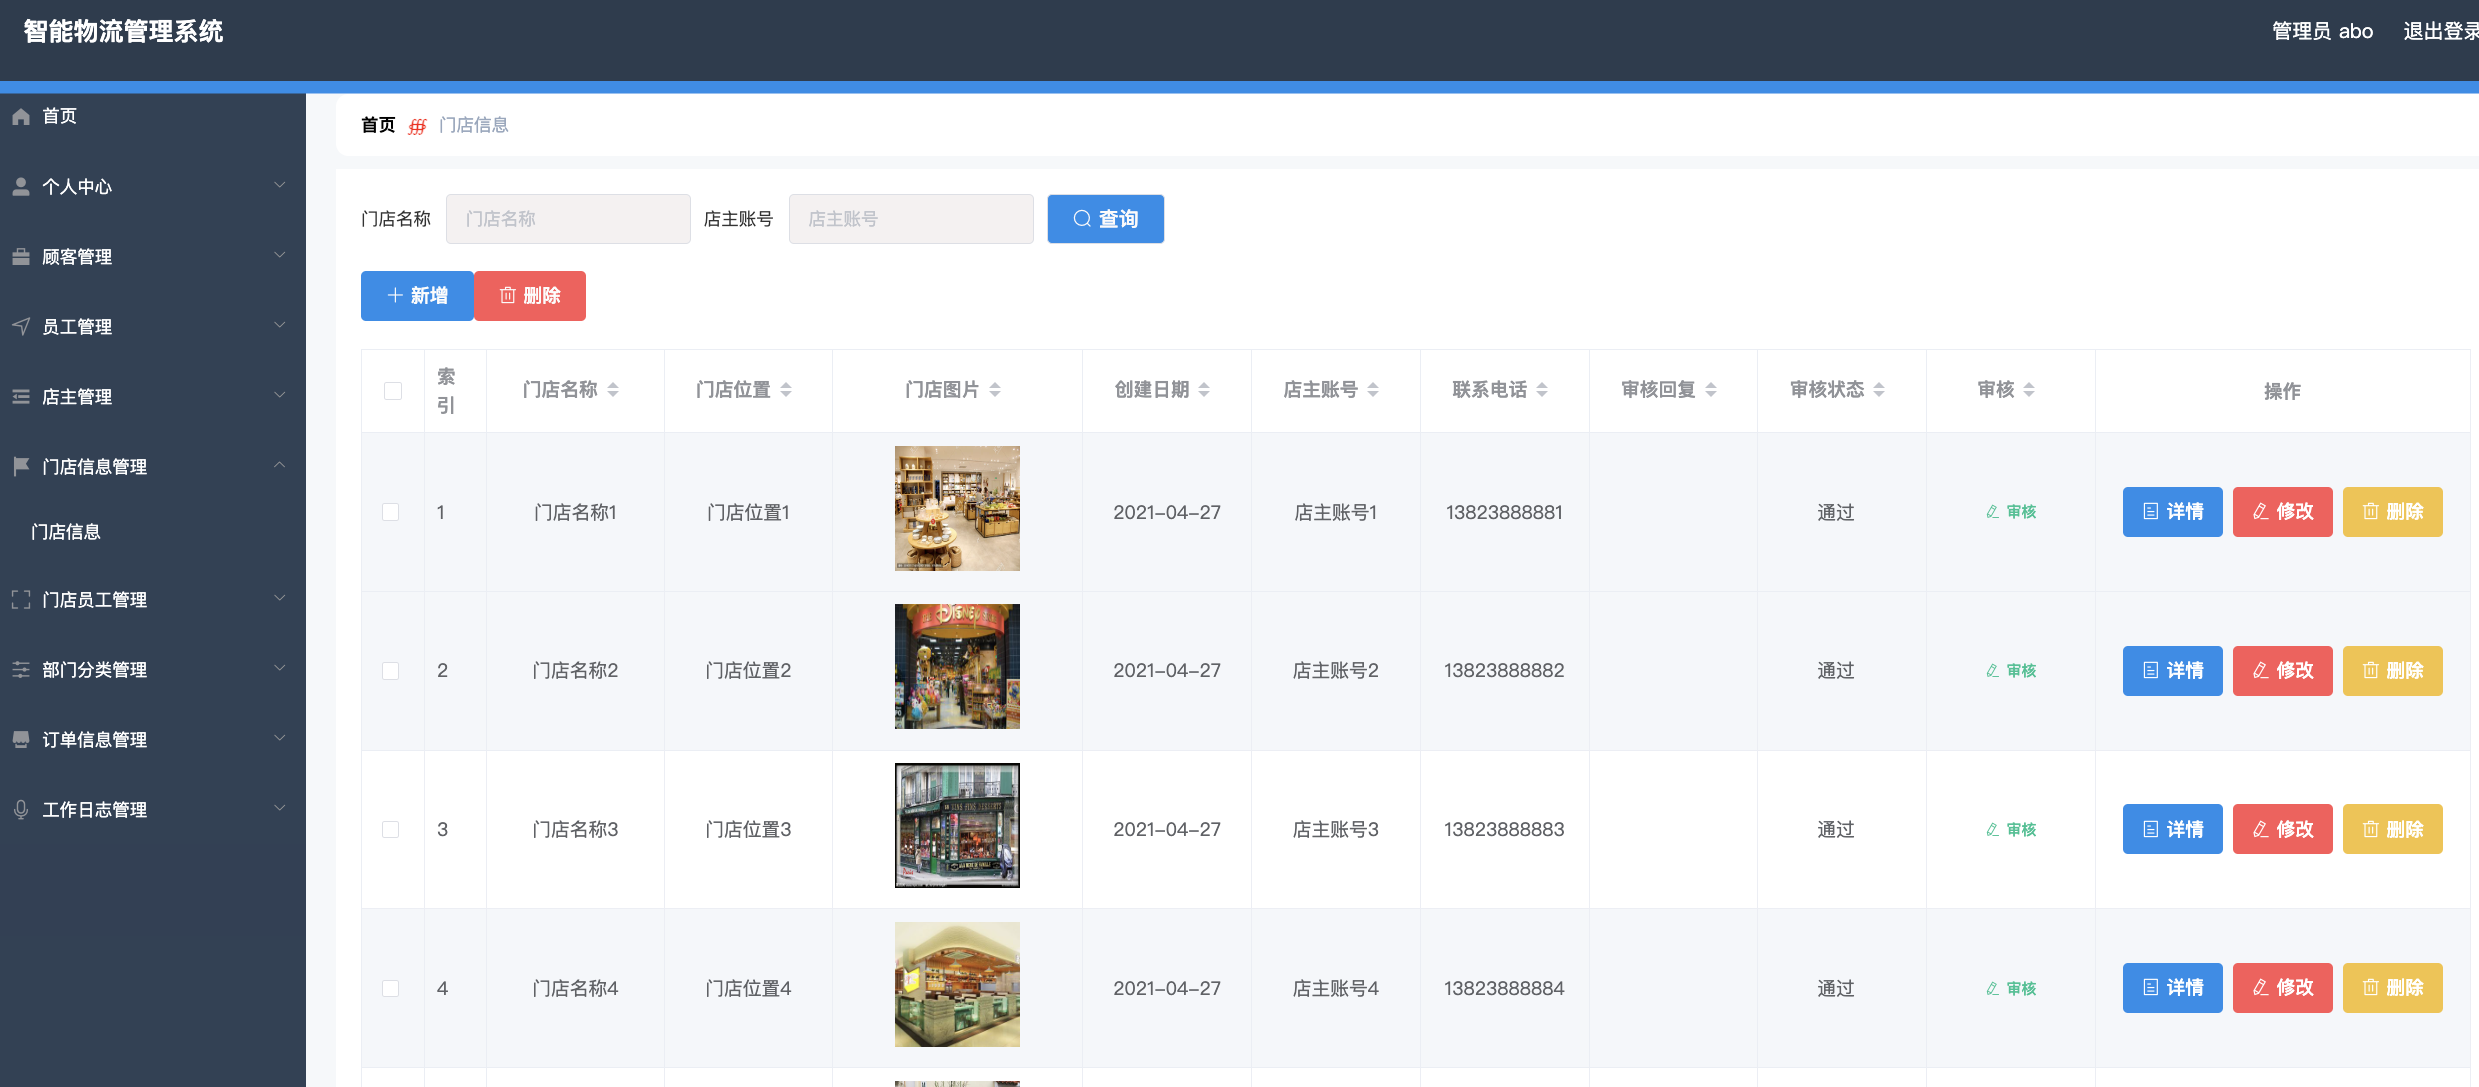 智能物流管理系统
管理员 abo 退出登录
首页
个人中心
顾客管理
员工管理
店主管理
门店信息管理
门店信息
门店员工管理
部门分类管理
订单信息管理
工作日志管理
首页 门店信息
门店名称 门店名称 店主账号 店主账号 查询
新增 删除
索引 门店名称 门店位置 门店图片 创建日期 店主账号 联系电话 审核回复 审核状态 审核 操作
1 门店名称1 门店位置1 2021-04-27 店主账号1 13823888881 通过 审核 详情 修改 删除
2 门店名称2 门店位置2 2021-04-27 店主账号2 13823888882 通过 审核 详情 修改 删除
3 门店名称3 门店位置3 2021-04-27 店主账号3 13823888883 通过 审核 详情 修改 删除
4 门店名称4 门店位置4 2021-04-27 店主账号4 13823888884 通过 审核 详情 修改 删除